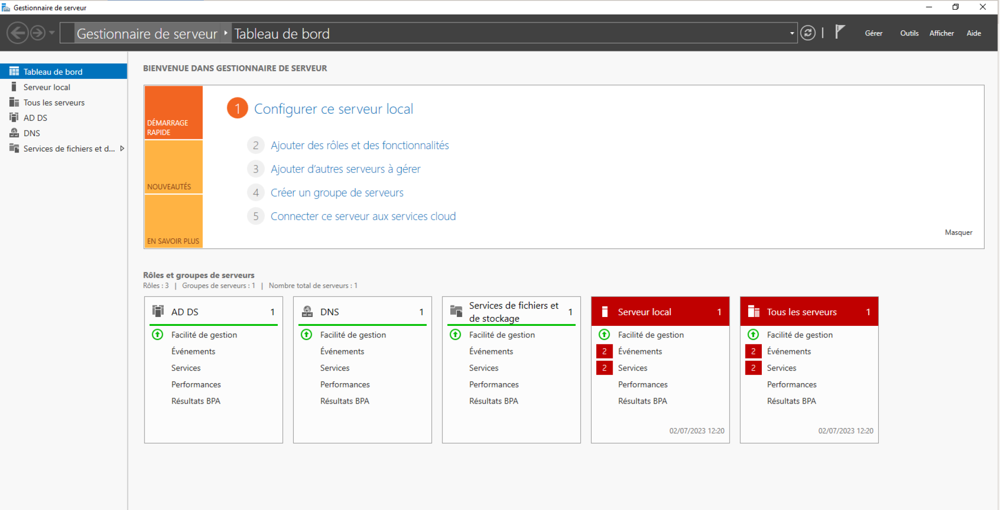 Gestionnaire de serveur
Gestionnaire de serveur
Tableau de bord
Gérer
Outils
Afficher
Aide
Tableau de bord
Serveur local
Tous les serveurs
AD DS
DNS
Services de fichiers et d...
BIENVENUE DANS GESTIONNAIRE DE SERVEUR
DÉMARRAGE
RAPIDE
NOUVEAUTÉS
EN SAVOIR PLUS
1 Configurer ce serveur local
2 Ajouter des rôles et des fonctionnalités
3 Ajouter d'autres serveurs à gérer
4 Créer un groupe de serveurs
5 Connecter ce serveur aux services cloud
Masquer
Rôles et groupes de serveurs
Rôles : 3 | Groupes de serveurs : 1 | Nombre total de serveurs : 1
AD DS 1
Facilité de gestion
Événements
Services
Performances
Résultats BPA
DNS 1
Facilité de gestion
Événements
Services
Performances
Résultats BPA
Services de fichiers et
de stockage 1
Facilité de gestion
Événements
Services
Performances
Résultats BPA
Serveur local 1
Facilité de gestion
2 Événements
2 Services
Performances
Résultats BPA
02/07/2023 12:20
Tous les serveurs 1
Facilité de gestion
2 Événements
2 Services
Performances
Résultats BPA
02/07/2023 12:20